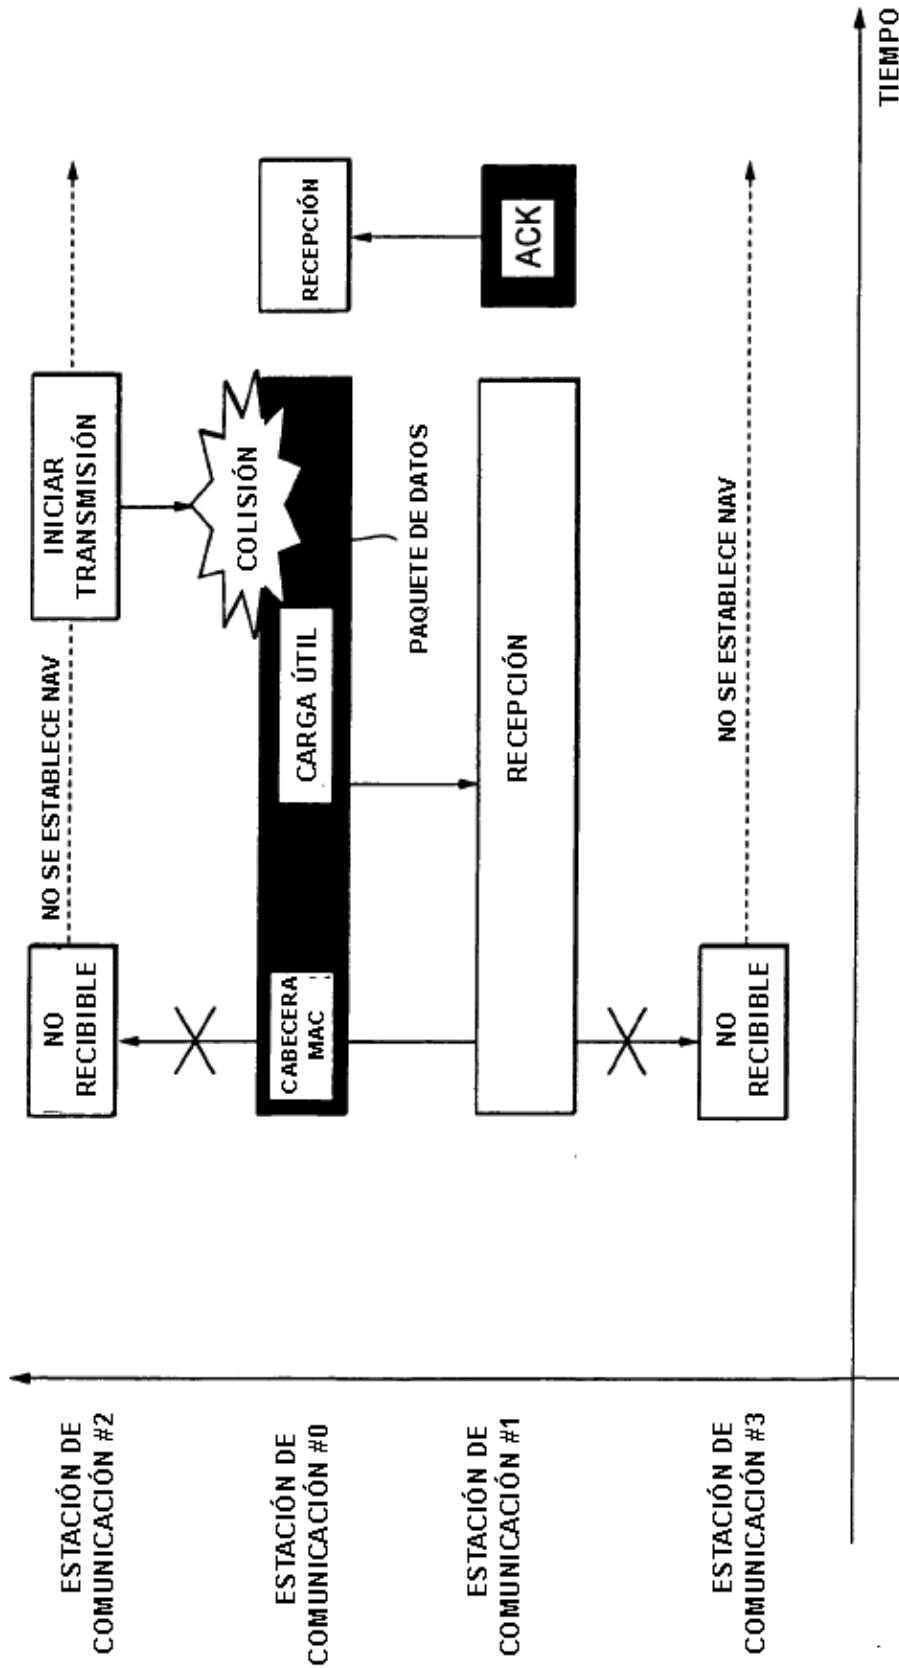 ESTACIÓN DE
COMUNICACIÓN #2
NO
RECIBIBLE
NO SE ESTABLECE NAV
INICIAR
TRANSMISIÓN
ESTACIÓN DE
COMUNICACIÓN #0
CABECERA
MAC
CARGA ÚTIL
COLISIÓN
RECEPCIÓN
PAQUETE DE DATOS
ESTACIÓN DE
COMUNICACIÓN #1
RECEPCIÓN
ACK
ESTACIÓN DE
COMUNICACIÓN #3
NO
RECIBIBLE
NO SE ESTABLECE NAV
TIEMPO